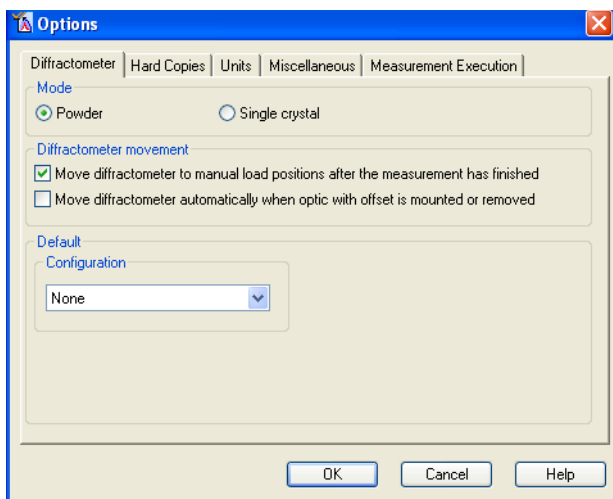 Options
Diffractometer Hard Copies Units Miscellaneous Measurement Execution
Mode
Powder Single crystal
Diffractometer movement
Move diffractometer to manual load positions after the measurement has finished
Move diffractometer automatically when optic with offset is mounted or removed
Default
Configuration
None
OK Cancel Help